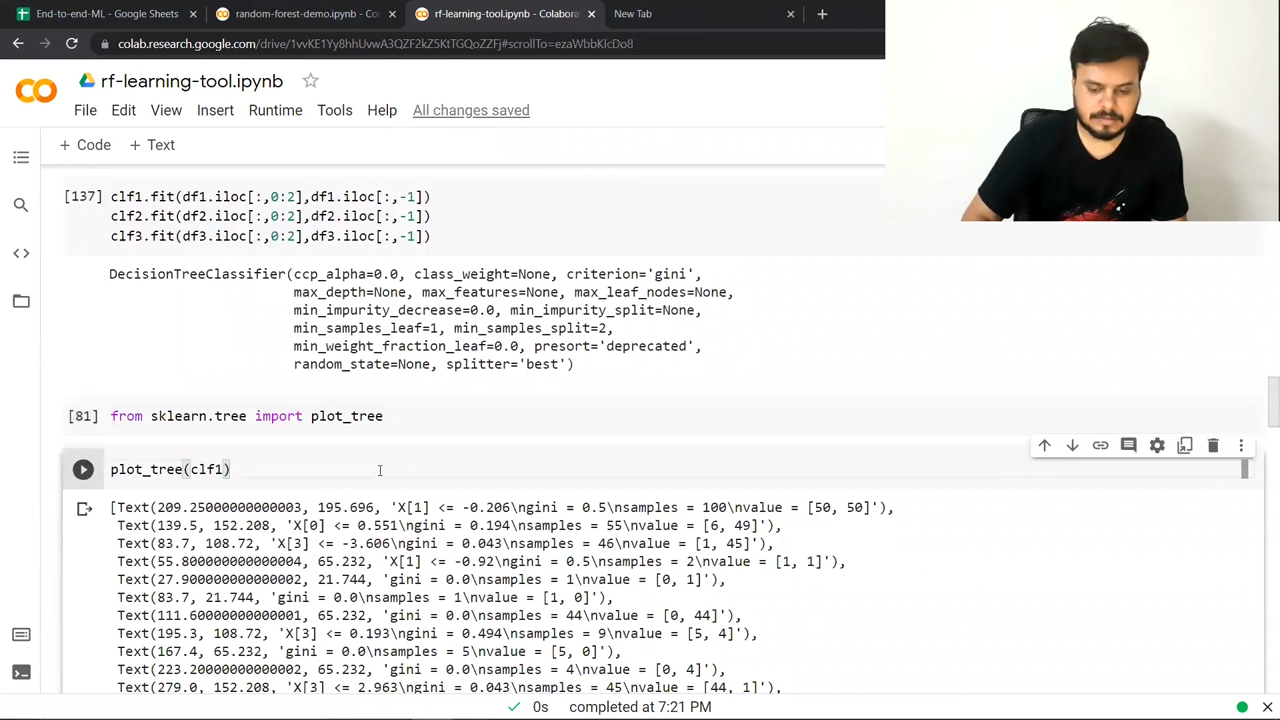 End-to-end-ML - Google Sheets
random-forest-demo.ipynb - Col
rf-learning-tool.ipynb - Colabora
New Tab
colab.research.google.com/drive/1vvKE1Yy8hhUvwA3QZF2kZ5KtTGQoZZFj#scrollTo=ezaWbbKlcDo8
rf-learning-tool.ipynb
File Edit View Insert Runtime Tools Help All changes saved
+ Code + Text
[137] clf1.fit(df1.iloc[:,0:2],df1.iloc[:,-1])
clf2.fit(df2.iloc[:,0:2],df2.iloc[:,-1])
clf3.fit(df3.iloc[:,0:2],df3.iloc[:,-1])
DecisionTreeClassifier(ccp_alpha=0.0, class_weight=None, criterion='gini',
max_depth=None, max_features=None, max_leaf_nodes=None,
min_impurity_decrease=0.0, min_impurity_split=None,
min_samples_leaf=1, min_samples_split=2,
min_weight_fraction_leaf=0.0, presort='deprecated',
random_state=None, splitter='best')
[81] from sklearn.tree import plot_tree
plot_tree(clf1)
[Text(209.25000000000003, 195.696, 'X[1] <= -0.206\ngini = 0.5\nsamples = 100\nvalue = [50, 50]'),
Text(139.5, 152.208, 'X[0] <= 0.551\ngini = 0.194\nsamples = 55\nvalue = [6, 49]'),
Text(83.7, 108.72, 'X[3] <= -3.606\ngini = 0.043\nsamples = 46\nvalue = [1, 45]'),
Text(55.800000000000004, 65.232, 'X[1] <= -0.92\ngini = 0.5\nsamples = 2\nvalue = [1, 1]'),
Text(27.900000000000002, 21.744, 'gini = 0.0\nsamples = 1\nvalue = [0, 1]'),
Text(83.7, 21.744, 'gini = 0.0\nsamples = 1\nvalue = [1, 0]'),
Text(111.60000000000001, 65.232, 'gini = 0.0\nsamples = 44\nvalue = [0, 44]'),
Text(195.3, 108.72, 'X[3] <= 0.193\ngini = 0.494\nsamples = 9\nvalue = [5, 4]'),
Text(167.4, 65.232, 'gini = 0.0\nsamples = 5\nvalue = [5, 0]'),
Text(223.20000000000002, 65.232, 'gini = 0.0\nsamples = 4\nvalue = [0, 4]'),
Text(279.0, 152.208, 'X[3] <= 2.963\ngini = 0.043\nsamples = 45\nvalue = [44, 1]'),
0s completed at 7:21 PM